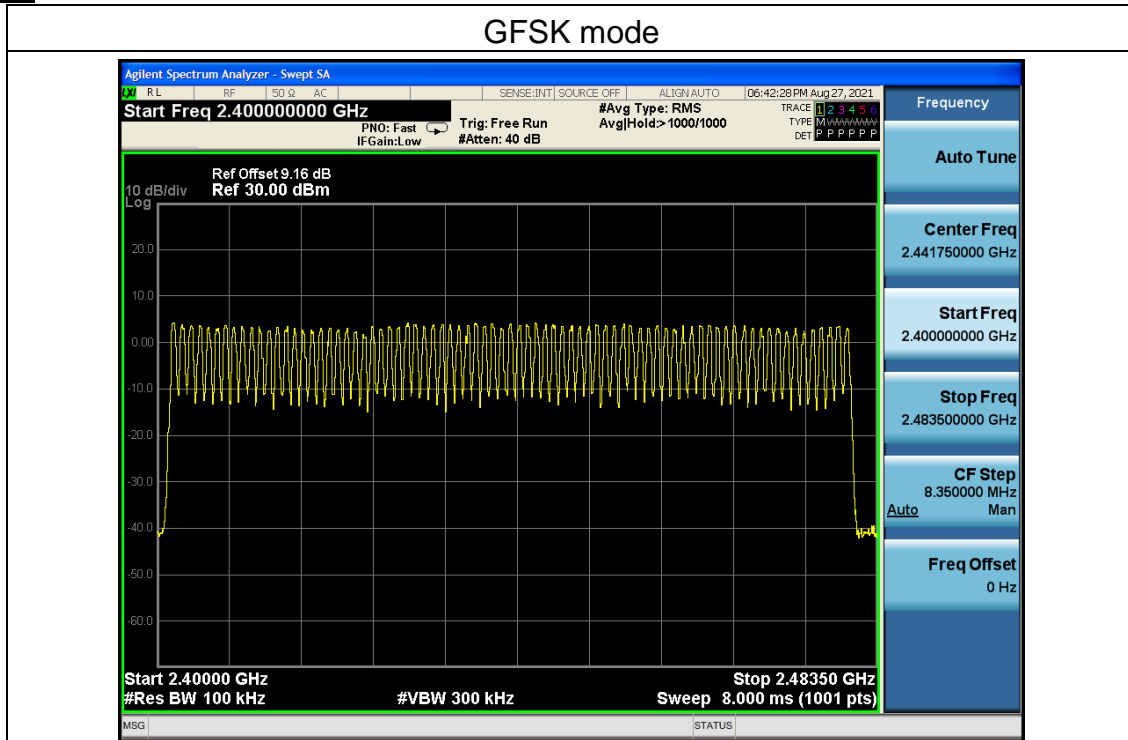 GFSK mode
Agilent Spectrum Analyzer - Swept SA
LXI RL RF 50 Ω AC SENSE:INT SOURCE OFF ALIGN AUTO 06:42:28 PM Aug 27, 2021
Start Freq 2.400000000 GHz
PNO: Fast
IFGain:Low
Trig: Free Run
#Atten: 40 dB
#Avg Type: RMS
Avg|Hold:>1000/1000
TRACE 1 2 3 4 5 6
TYPE MWWWWW
DET P P P P P P
Frequency
Auto Tune
Center Freq
2.441750000 GHz
Start Freq
2.400000000 GHz
Stop Freq
2.483500000 GHz
CF Step
8.350000 MHz
Auto Man
Freq Offset
0 Hz
Ref Offset 9.16 dB
10 dB/div Ref 30.00 dBm
Log
20.0
10.0
0.00
-10.0
-20.0
-30.0
-40.0
-50.0
-60.0
Start 2.40000 GHz Stop 2.48350 GHz
#Res BW 100 kHz #VBW 300 kHz Sweep 8.000 ms (1001 pts)
MSG STATUS